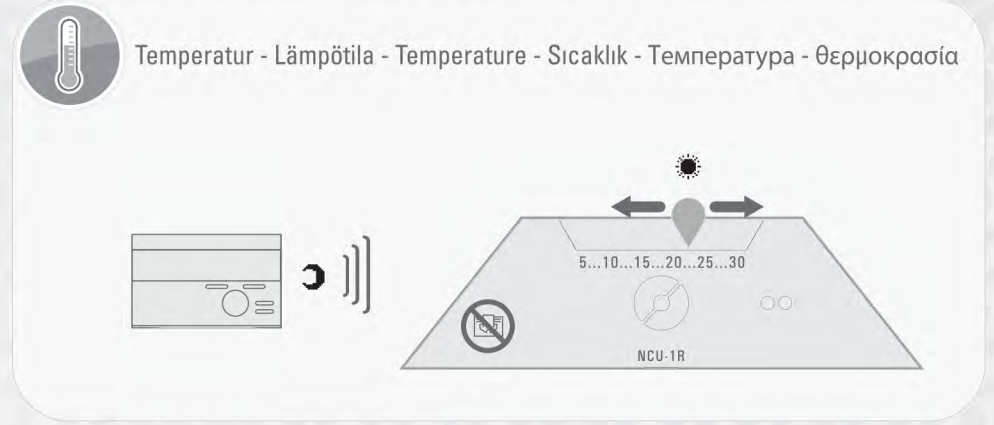 Temperatur - Lämpötila - Temperature - Sıcaklık - Температура - θερμοκρασία
5...10...15...20...25...30
NCU-1R